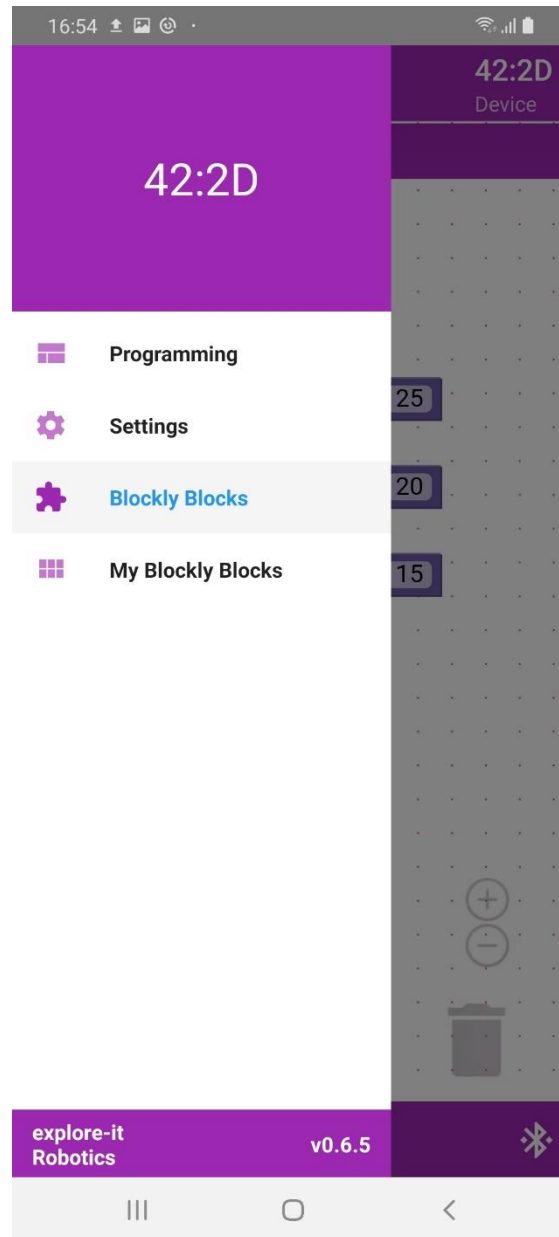 16:54
42:2D
Device
42:2D
Programming
25
Settings
20
Blockly Blocks
15
My Blockly Blocks
explore-it
Robotics
v0.6.5